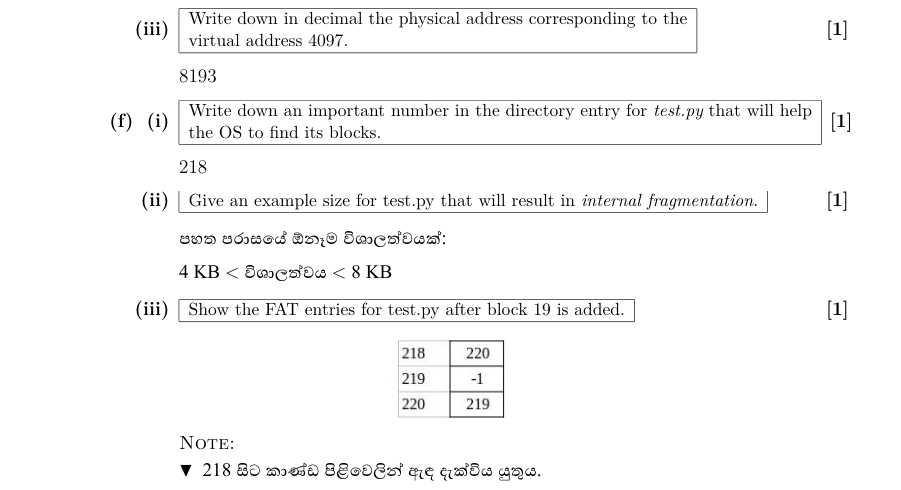 (iii) Write down in decimal the physical address corresponding to the [1]
virtual address 4097.
8193
(f) (i) Write down an important number in the directory entry for test.py that will help [1]
the OS to find its blocks.
218
(ii) Give an example size for test.py that will result in internal fragmentation. [1]
පහත පරාසයේ ඕනෑම විශාලත්වයක්:
4 KB < විශාලත්වය < 8 KB
(iii) Show the FAT entries for test.py after block 19 is added. [1]
218 220
219 -1
220 219
NOTE:
▼ 218 සිට කාණ්ඩ පිළිවෙලින් ඇඳ දැක්විය යුතුය.